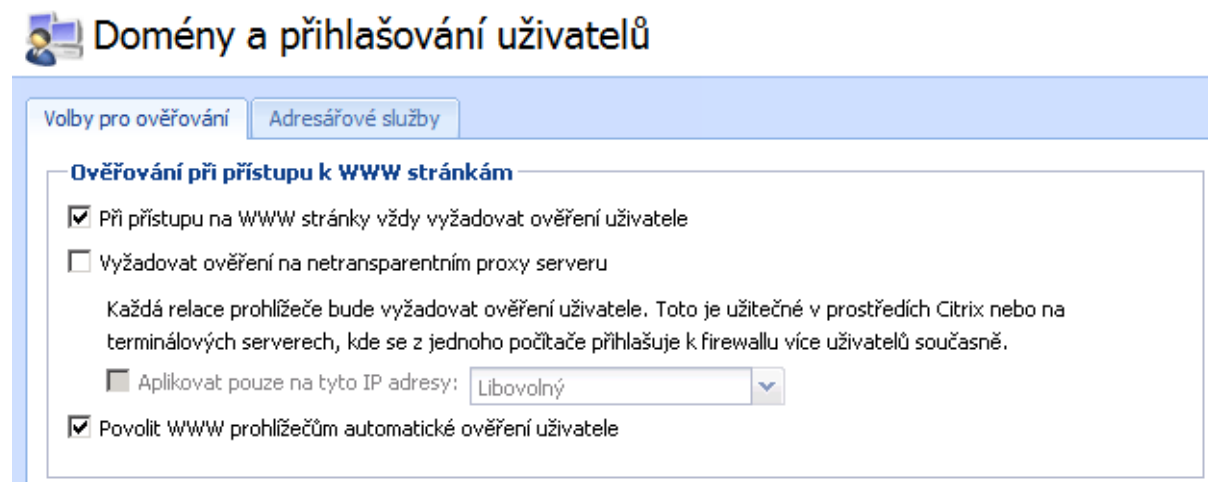 Domény a přihlašování uživatelů
Volby pro ověřování
Adresářové služby
Ověřování při přístupu k WWW stránkám
Při přístupu na WWW stránky vždy vyžadovat ověření uživatele
Vyžadovat ověření na netransparentním proxy serveru
Každá relace prohlížeče bude vyžadovat ověření uživatele. Toto je užitečné v prostředích Citrix nebo na
terminálových serverech, kde se z jednoho počítače přihlašuje k firewallu více uživatelů současně.
Aplikovat pouze na tyto IP adresy: Libovolný
Povolit WWW prohlížečům automatické ověření uživatele